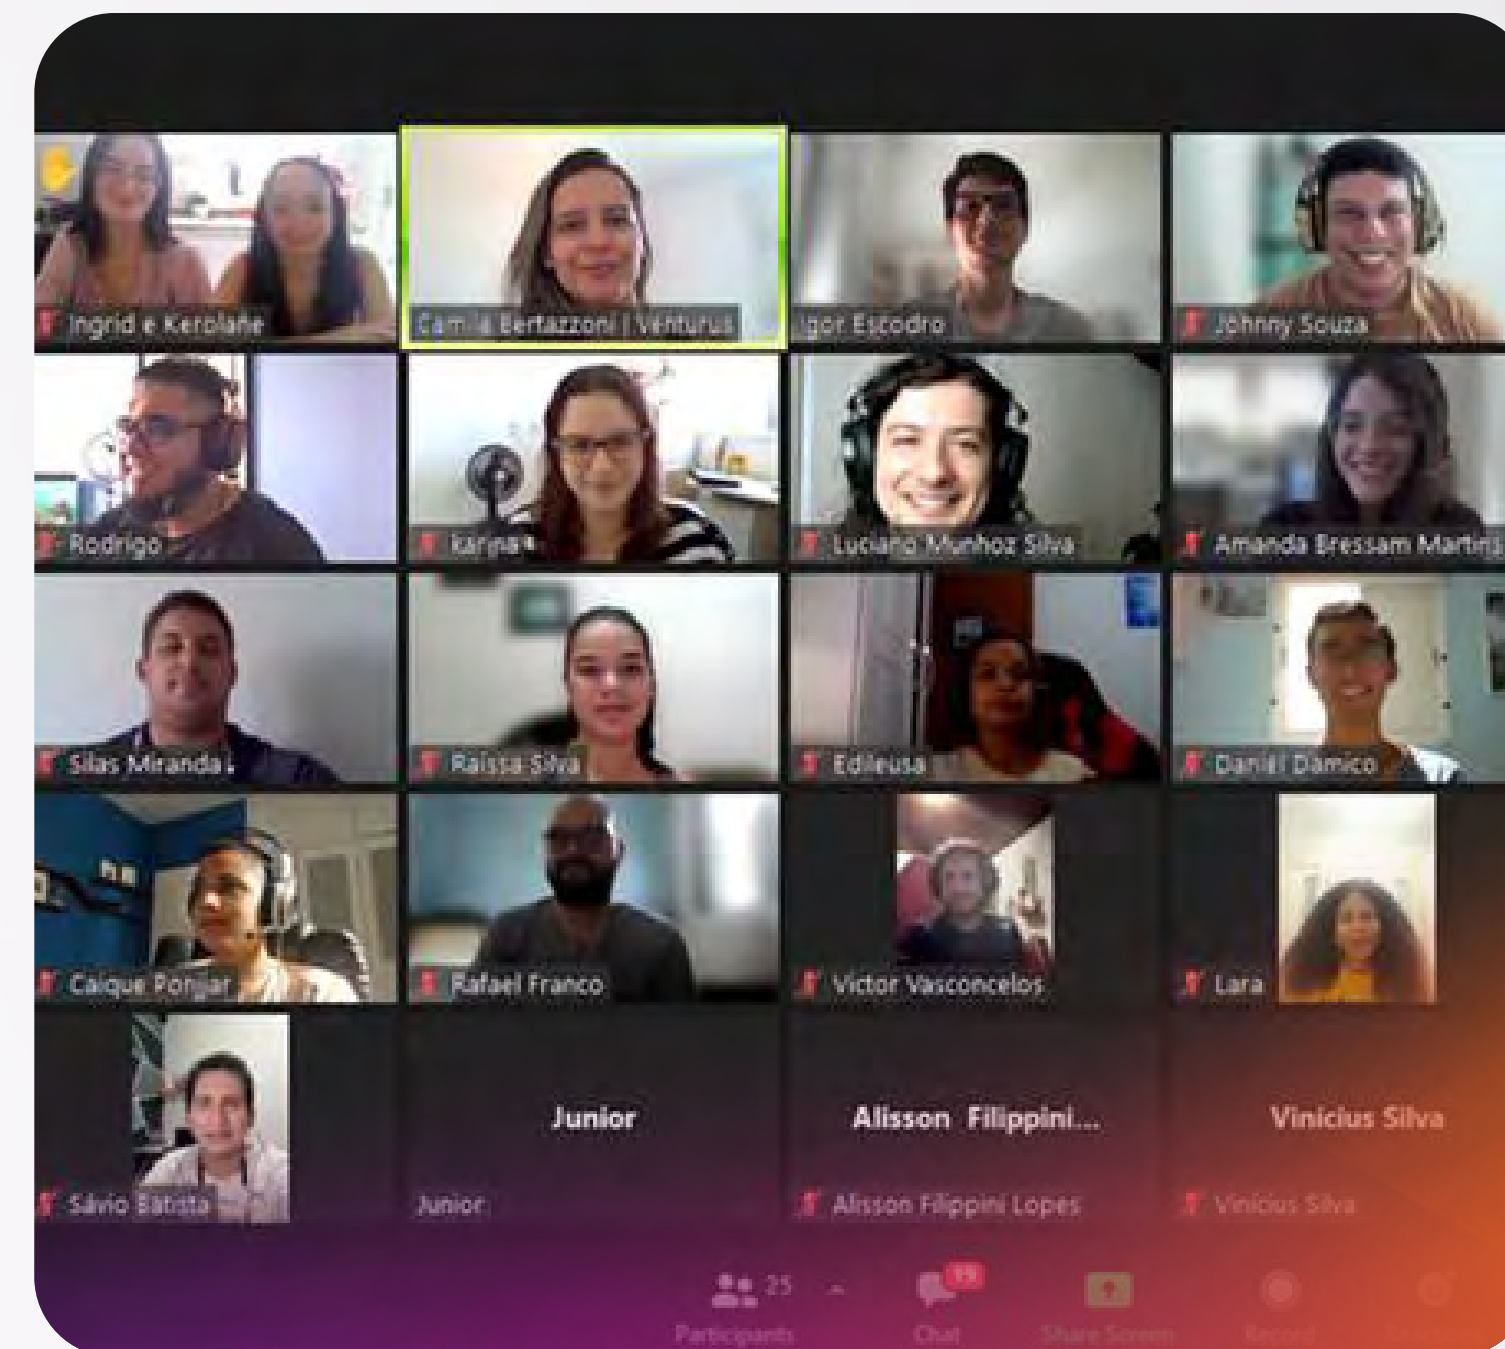 Ingrid e Kerolane
Camila Bertazzoni | Venturus
Igor Escodro
Johnny Souza
Rodrigo
karina
Luciano Munhoz Silva
Amanda Bressam Martins
Silas Miranda
Raissa Silva
Edileusa
Daniel Damico
Caique
Rafael Franco
Victor Vasconcelos
Lara
Junior
Alisson Filippini...
Vinicius Silva
Sávio Batista
Junior
Alisson Filippini Lopes
Vinicius Silva
25
Participants
Chat
Share Screen
Record